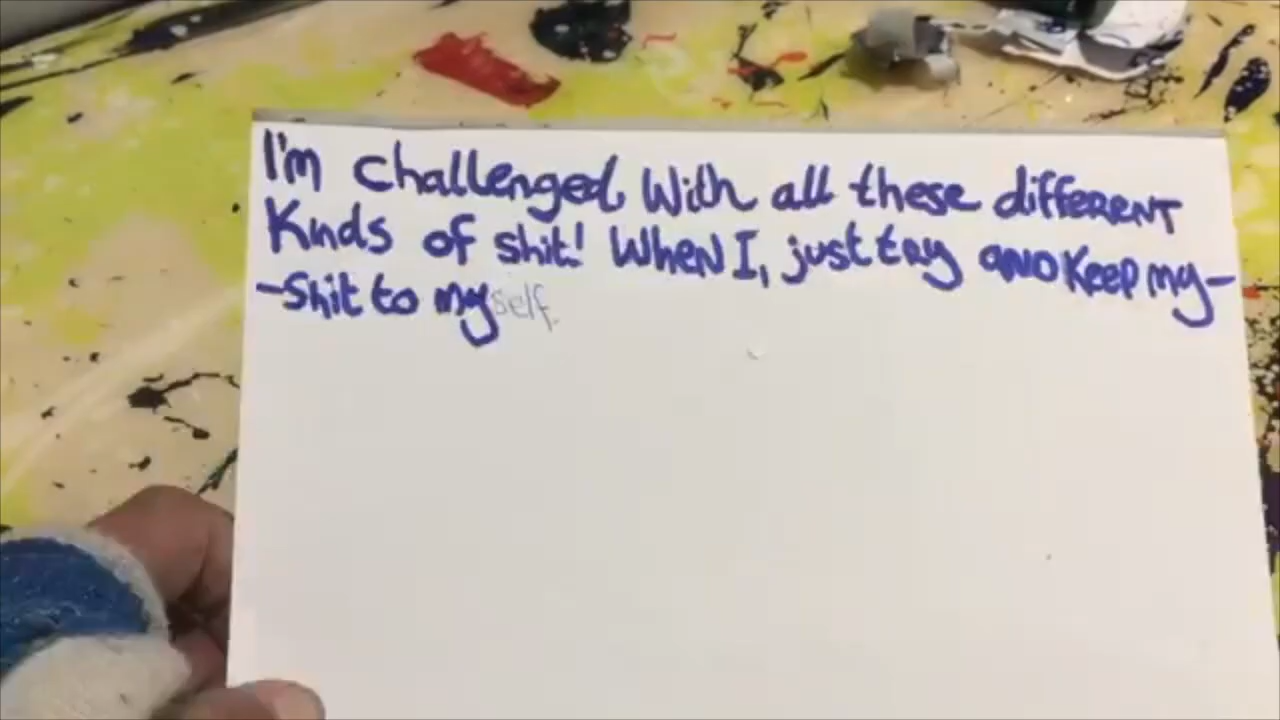 I'm challenged with all these different
Kinds of shit! When I, just try and Keep my-
-Shit to myself.